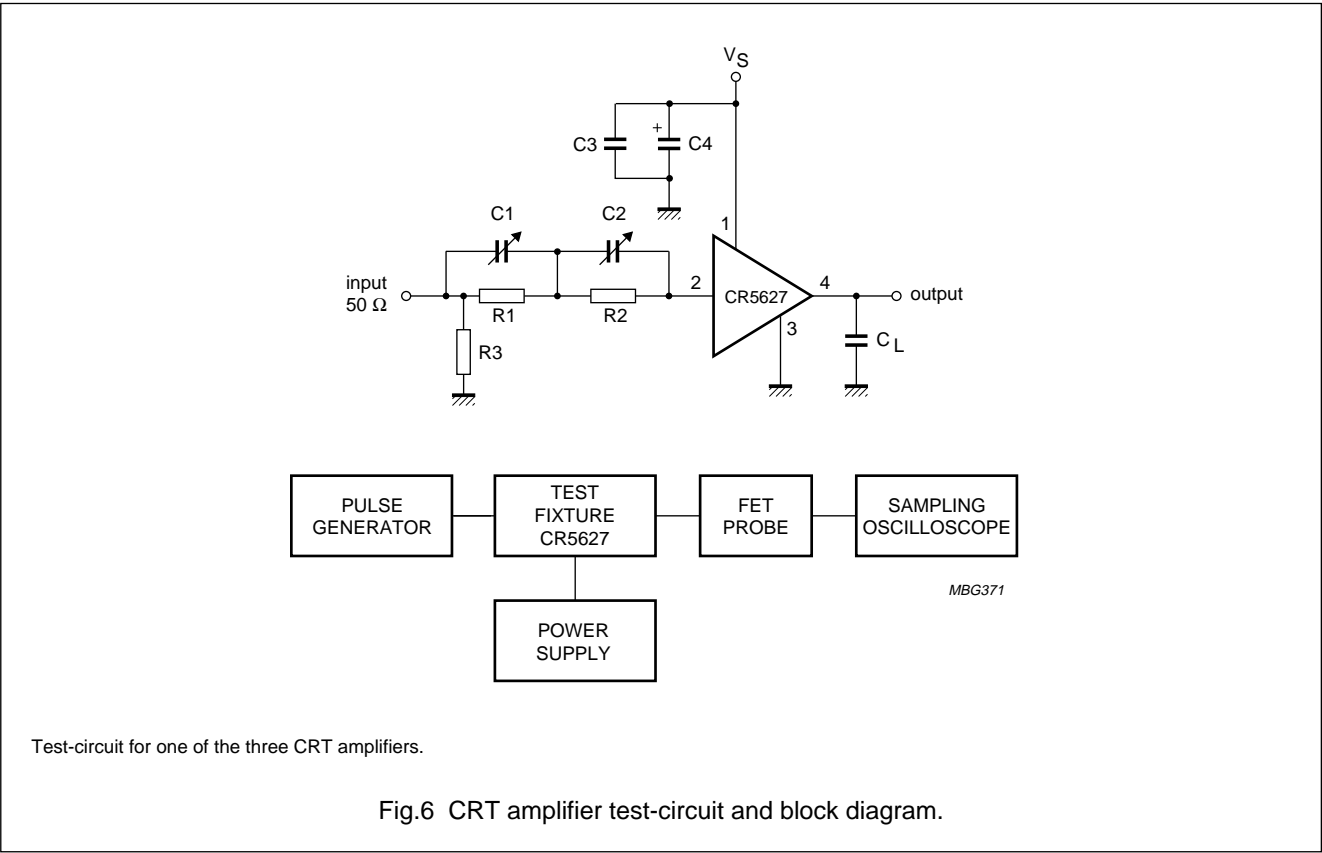 VS
C3
+
C4
C1
C2
1
input
50 Ω
R1
R2
2
CR5627
4
output
3
R3
CL
PULSE
GENERATOR
TEST
FIXTURE
CR5627
FET
PROBE
SAMPLING
OSCILLOSCOPE
MBG371
POWER
SUPPLY
Test-circuit for one of the three CRT amplifiers.
Fig.6 CRT amplifier test-circuit and block diagram.